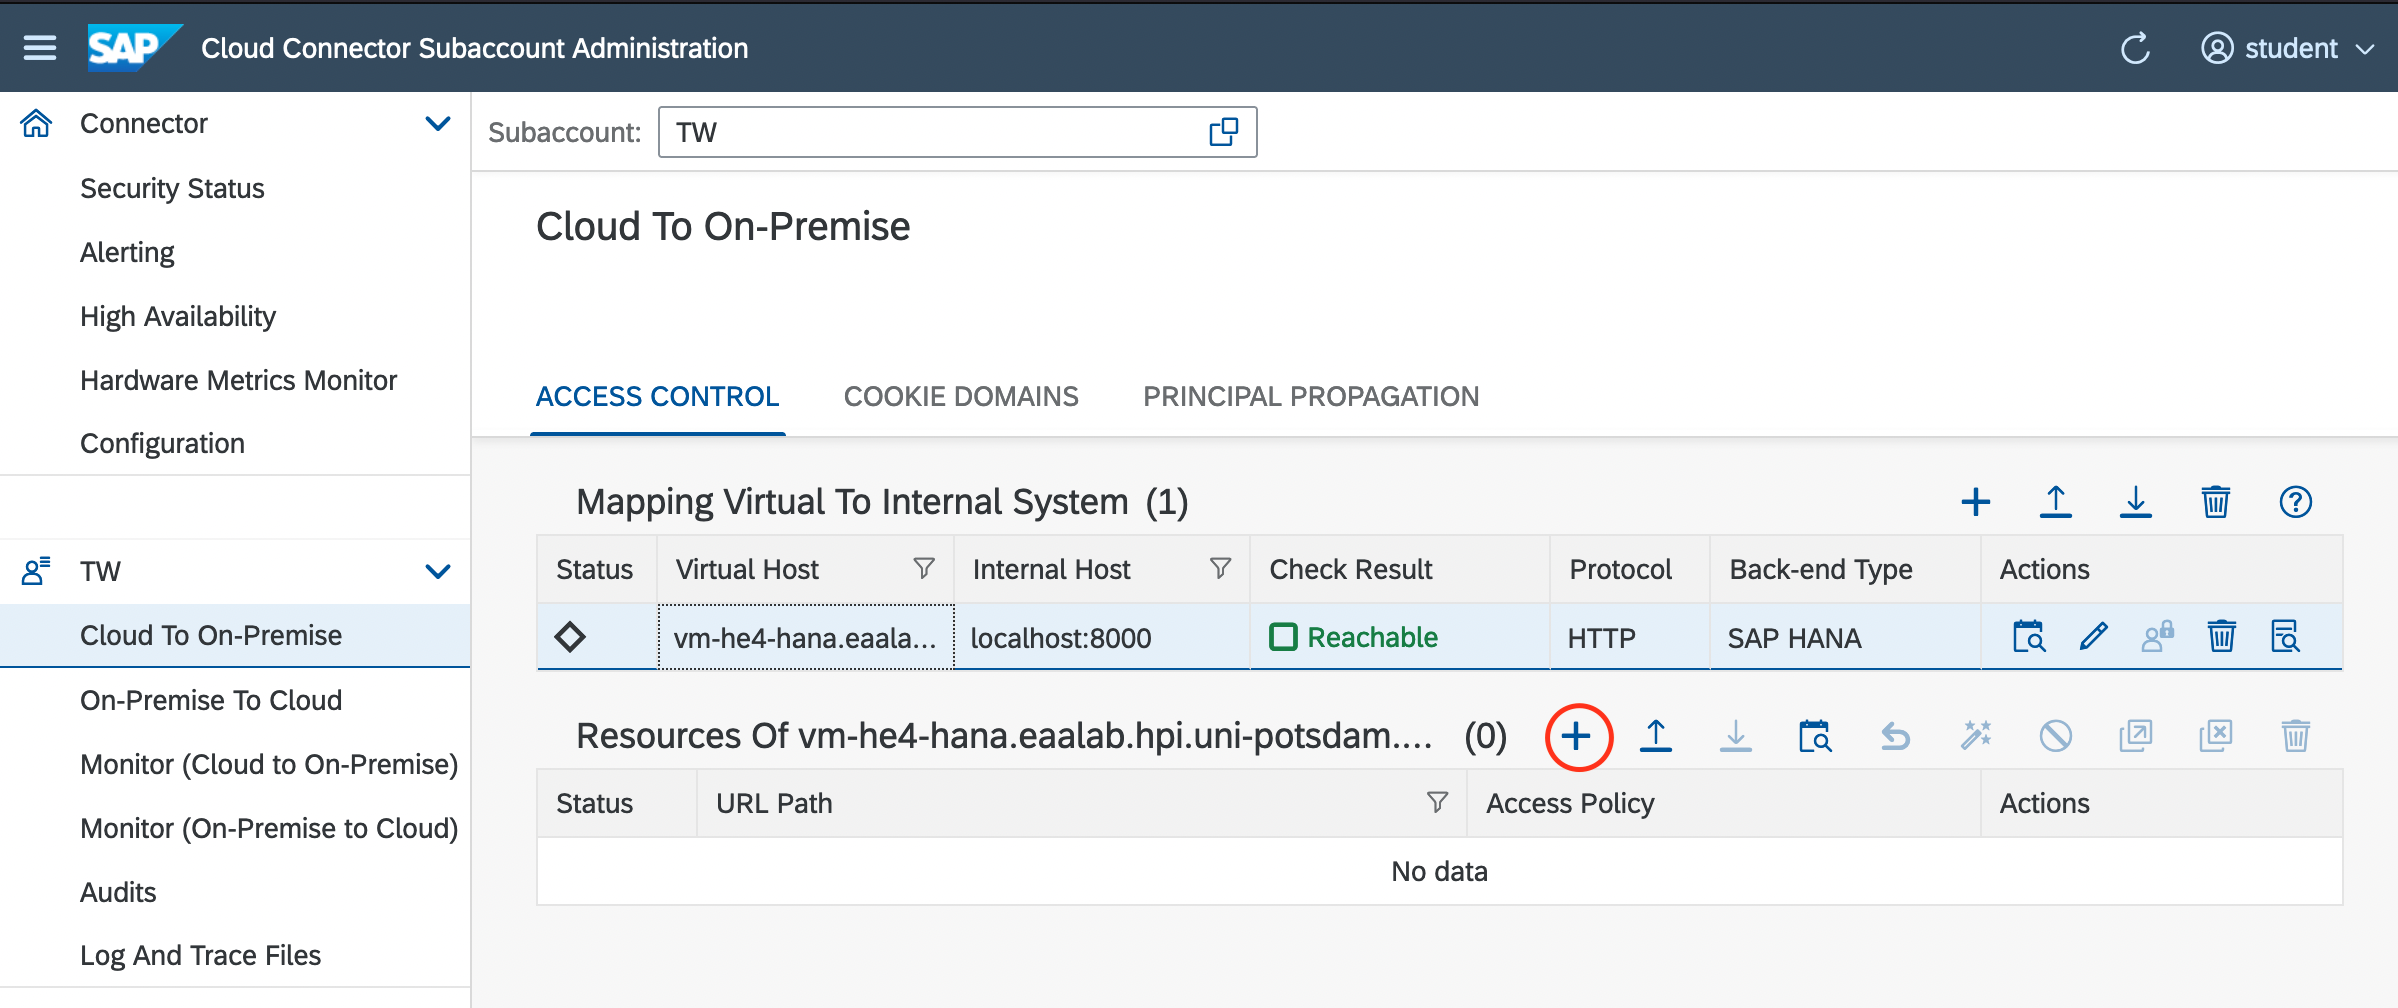 SAP Cloud Connector Subaccount Administration
student
Connector
Security Status
Alerting
High Availability
Hardware Metrics Monitor
Configuration
TW
Cloud To On-Premise
On-Premise To Cloud
Monitor (Cloud to On-Premise)
Monitor (On-Premise to Cloud)
Audits
Log And Trace Files
Subaccount: TW
Cloud To On-Premise
ACCESS CONTROL COOKIE DOMAINS PRINCIPAL PROPAGATION
Mapping Virtual To Internal System (1)
Status Virtual Host Internal Host Check Result Protocol Back-end Type Actions
vm-he4-hana.eaala... localhost:8000 Reachable HTTP SAP HANA
Resources Of vm-he4-hana.eaalab.hpi.uni-potsdam.... (0)
Status URL Path Access Policy Actions
No data